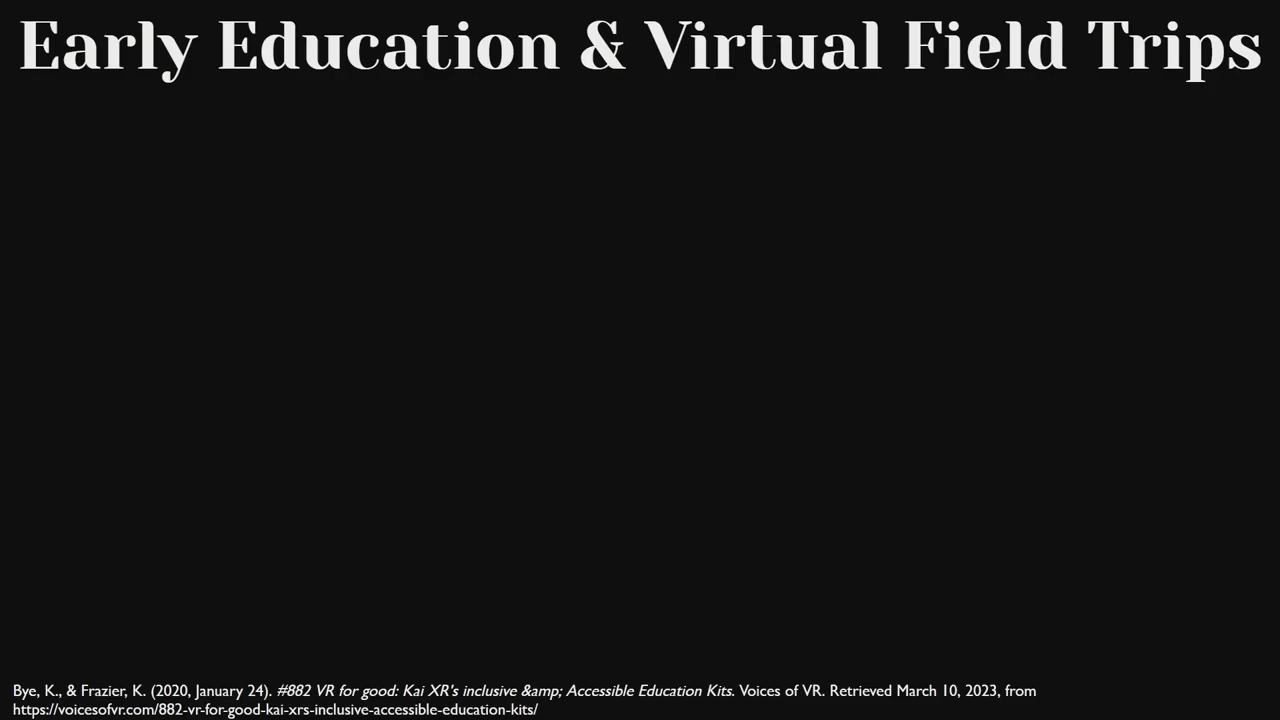 Early Education & Virtual Field Trips
Bye, K., & Frazier, K. (2020, January 24). #882 VR for good: Kai XR's inclusive &amp; Accessible Education Kits. Voices of VR. Retrieved March 10, 2023, from
https://voicesofvr.com/882-vr-for-good-kai-xrs-inclusive-accessible-education-kits/